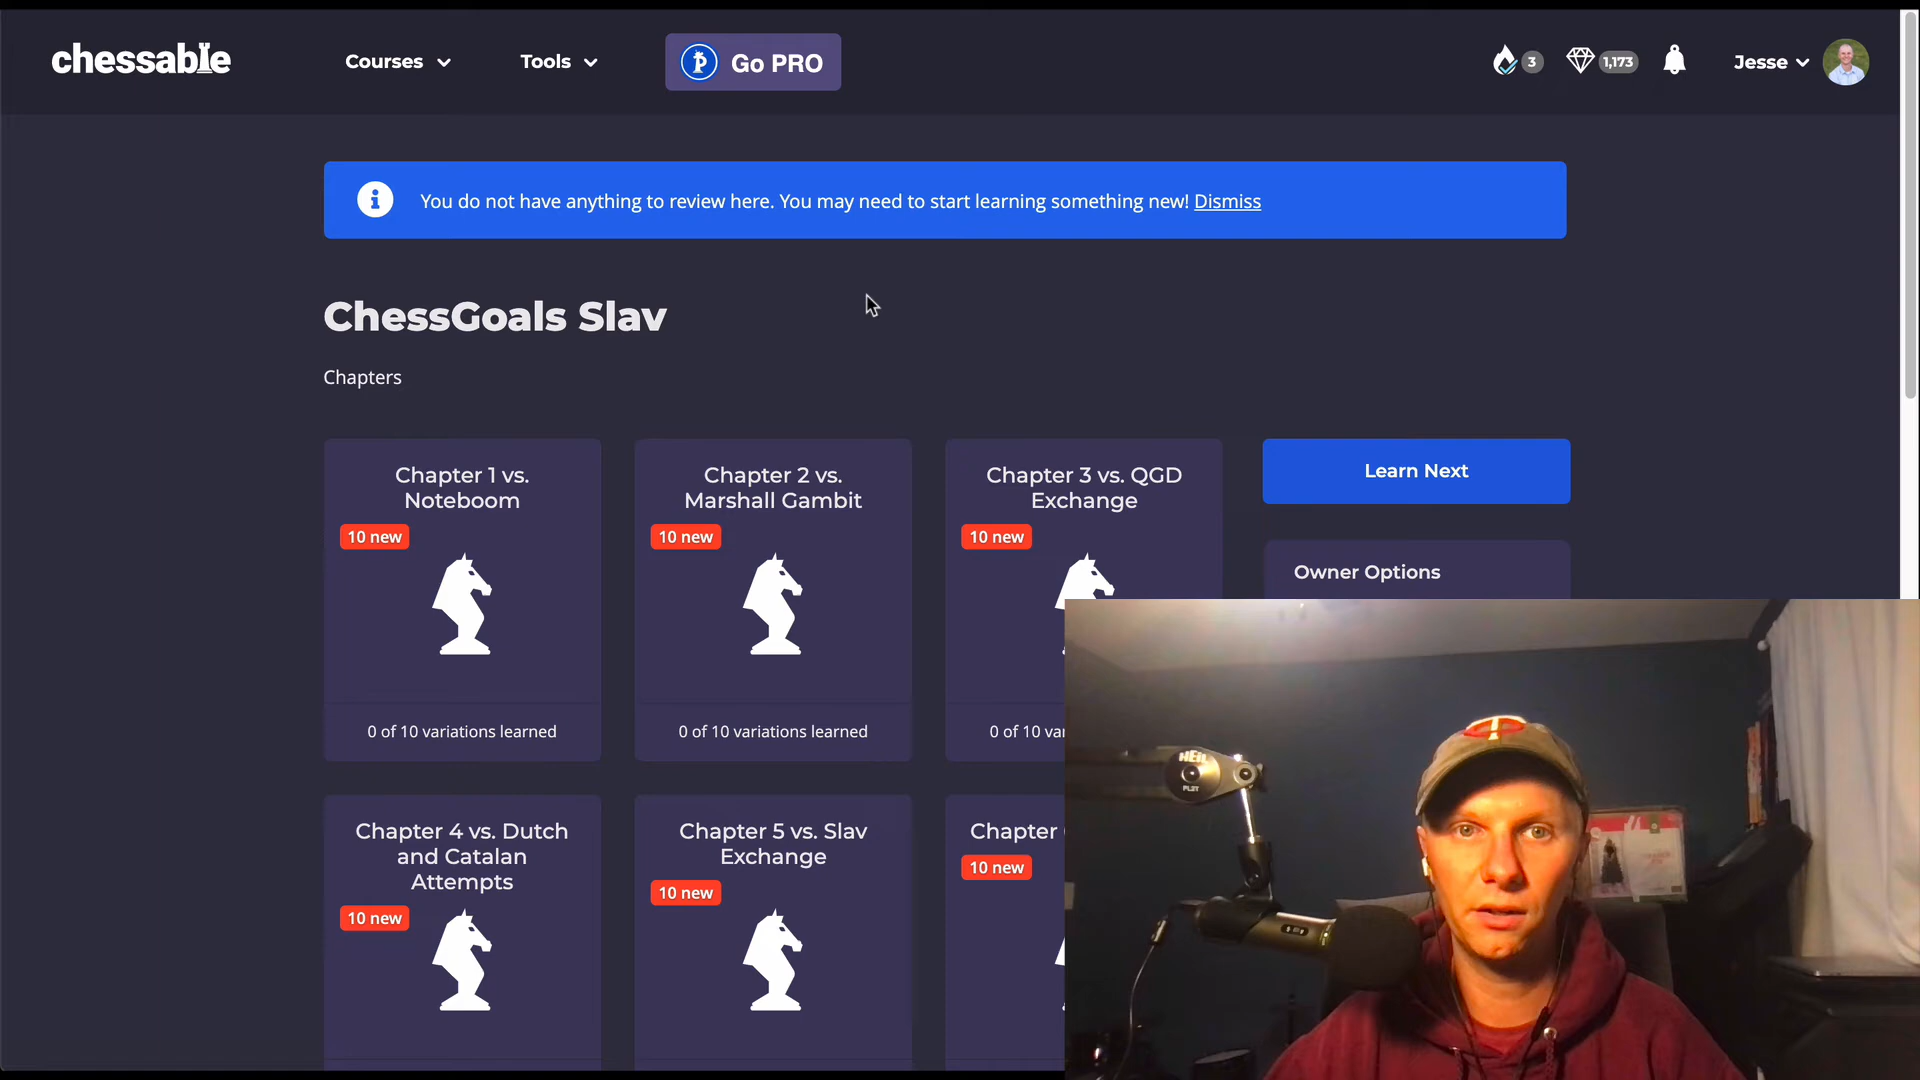 chessable
Courses
Tools
Go PRO
3
1,173
Jesse
You do not have anything to review here. You may need to start learning something new! Dismiss
ChessGoals Slav
Chapters
Chapter 1 vs.
Noteboom
10 new
0 of 10 variations learned
Chapter 2 vs.
Marshall Gambit
10 new
0 of 10 variations learned
Chapter 3 vs. QGD
Exchange
10 new
0 of 10 va
Learn Next
Owner Options
Chapter 4 vs. Dutch
and Catalan
Attempts
10 new
Chapter 5 vs. Slav
Exchange
10 new
Chapter
10 new
HEIL
PL2T